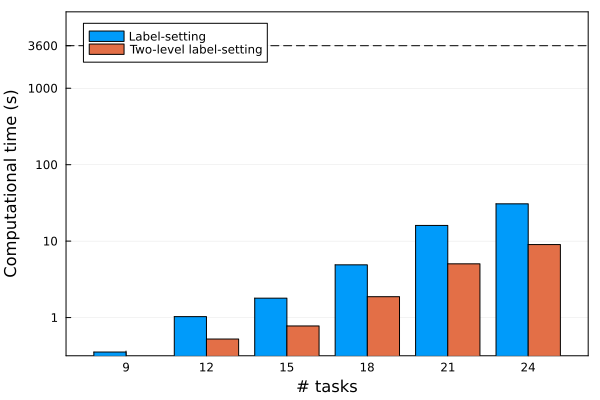 Label-setting
Two-level label-setting
Computational time (s)
3600
1000
100
10
1
9 12 15 18 21 24
# tasks